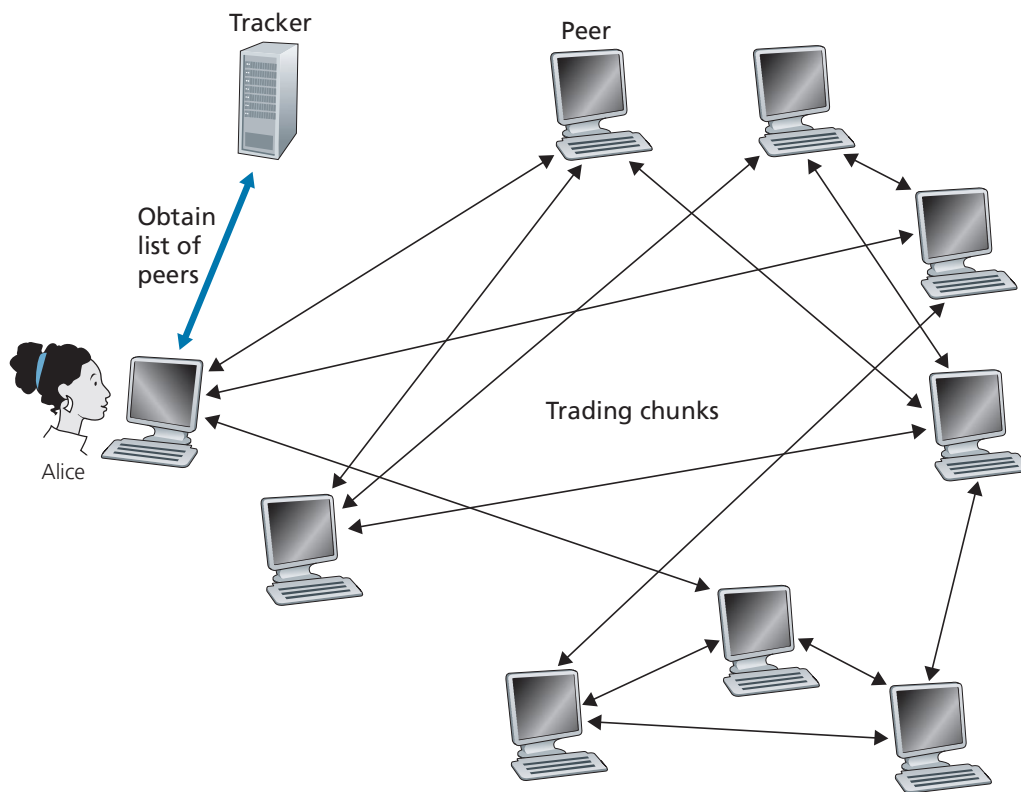 Tracker
Peer
Obtain
list of
peers
Trading chunks
Alice